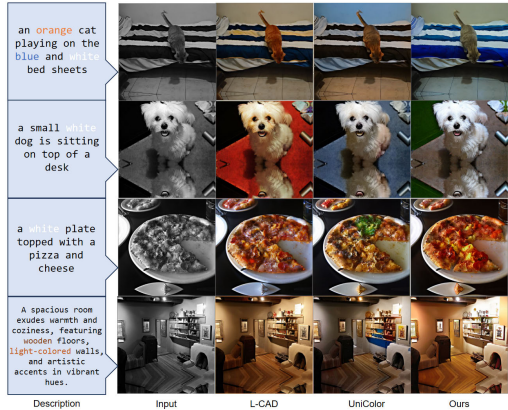 an orange cat
playing on the
blue and white
bed sheets
a small white
dog is sitting
on top of a
desk
a white plate
topped with a
pizza and
cheese
A spacious room
exudes warmth and
coziness, featuring
wooden floors,
light-colored walls,
and artistic
accents in vibrant
hues.
Description Input L-CAD UniColor Ours